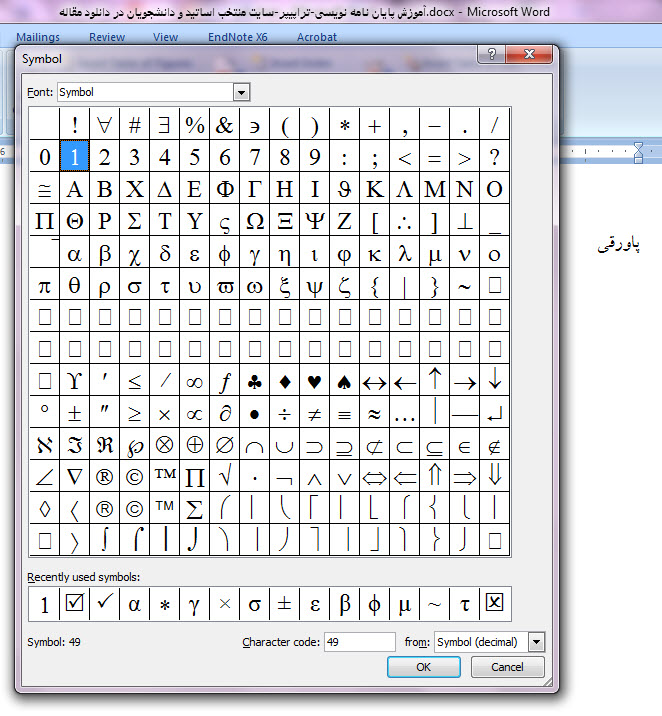 آموزش پایان نامه نویسی-ترا پیپر-سایت منتخب اساتید و دانشجویان در دانلود مقاله.docx - Microsoft Word
Mailings Review View EndNote X6 Acrobat
Symbol
Font: Symbol
! ∀ # ∃ % & ∍ ( ) ∗ + , − . /
0 1 2 3 4 5 6 7 8 9 : ; < = > ?
≅ Α Β Χ Δ Ε Φ Γ Η Ι ϑ Κ Λ Μ Ν Ο
Π Θ Ρ Σ Τ Υ ς Ω Ξ Ψ Ζ [ ∴ ] ⊥ _
‾ α β χ δ ε ϕ γ η ι φ κ λ μ ν ο
π θ ρ σ τ υ ϖ ω ξ ψ ζ { | } ~
ϒ ′ ≤ ⁄ ∞ ƒ ♣ ♦ ♥ ♠ ↔ ← ↑ → ↓
° ± ″ ≥ × ∝ ∂ • ÷ ≠ ≡ ≈ … ⏐ — ↵
ℵ ℑ ℜ ℘ ⊗ ⊕ ∅ ∩ ∪ ⊃ ⊇ ⊄ ⊂ ⊆ ∈ ∉
∠ ∇ ® © ™ ∏ √ ⋅ ¬ ∧ ∨ ⇔ ⇐ ⇑ ⇒ ⇓
◊ 〈 ® © ™ ∑ ⎛ ⎜ ⎝ ⎡ ⎢ ⎣ ⎧ ⎨ ⎩ ⎪
〉 ∫ ⌠ ⎮ ⌡ ⎞ ⎟ ⎠ ⎤ ⎥ ⎦ ⎫ ⎬ ⎭
پاورقی
Recently used symbols:
1 ☑ ✓ α ∗ γ × σ ± ε β ϕ μ ~ τ ☒
Symbol: 49 Character code: 49 from: Symbol (decimal)
OK Cancel